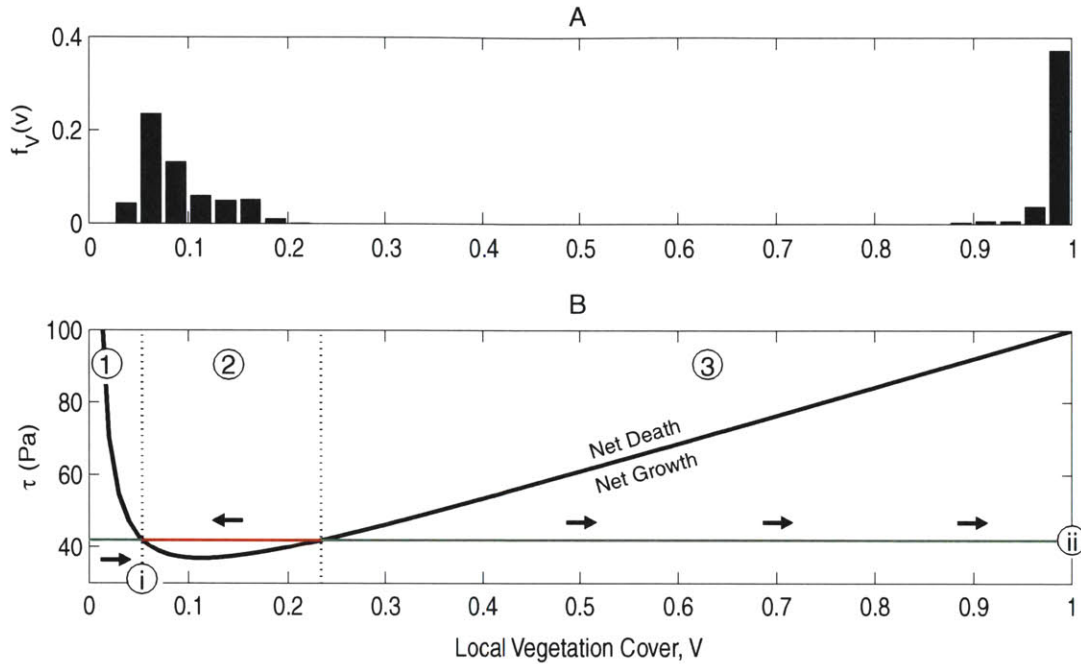 A
0.4
0.2
0
f_V(v)
0 0.1 0.2 0.3 0.4 0.5 0.6 0.7 0.8 0.9 1
B
100
80
60
40
τ (Pa)
1 2 3
Net Death
Net Growth
i
ii
0 0.1 0.2 0.3 0.4 0.5 0.6 0.7 0.8 0.9 1
Local Vegetation Cover, V